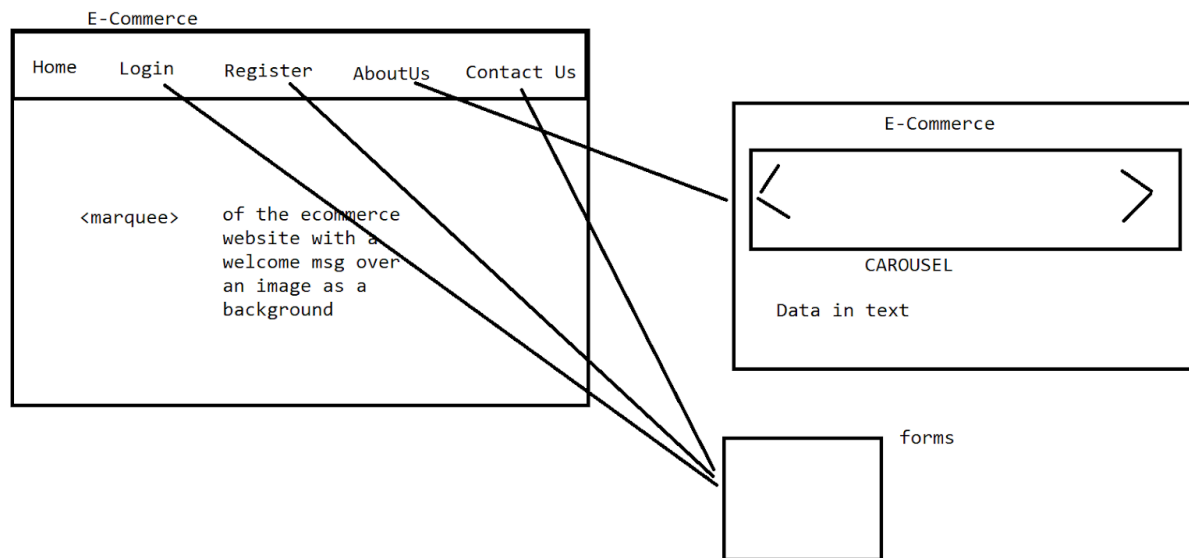 E-Commerce
Home Login Register AboutUs Contact Us
<marquee> of the ecommerce
website with a
welcome msg over
an image as a
background
E-Commerce
CAROUSEL
Data in text
forms